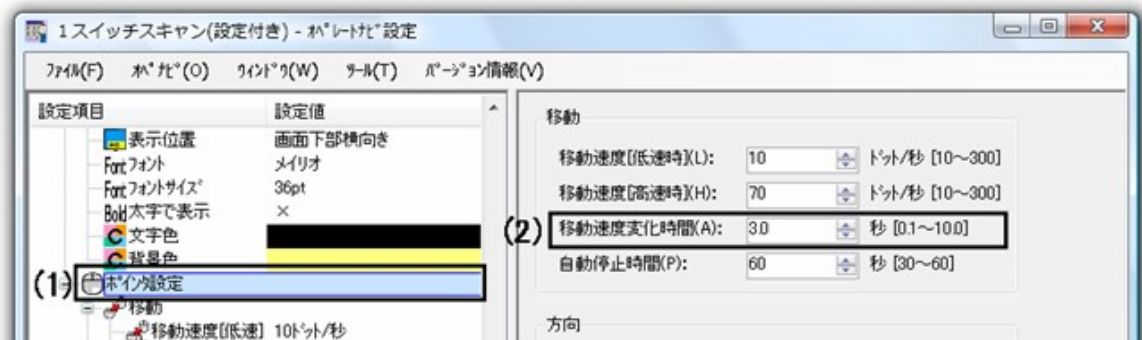 1スイッチスキャン(設定付き) - オペレートナビ設定
ファイル(F) オペナビ(O) ウィンドウ(W) ツール(T) バージョン情報(V)
設定項目 設定値
表示位置 画面下部横向き
Font フォント メイリオ
Font フォントサイズ 36pt
Bold 太字で表示 ×
C 文字色
C 背景色
(1) ポインタ設定
移動
移動速度[低速] 10ドット/秒
移動
移動速度[低速時](L): 10 ドット/秒 [10~300]
移動速度[高速時](H): 70 ドット/秒 [10~300]
(2) 移動速度変化時間(A): 3.0 秒 [0.1~10.0]
自動停止時間(P): 60 秒 [30~60]
方向